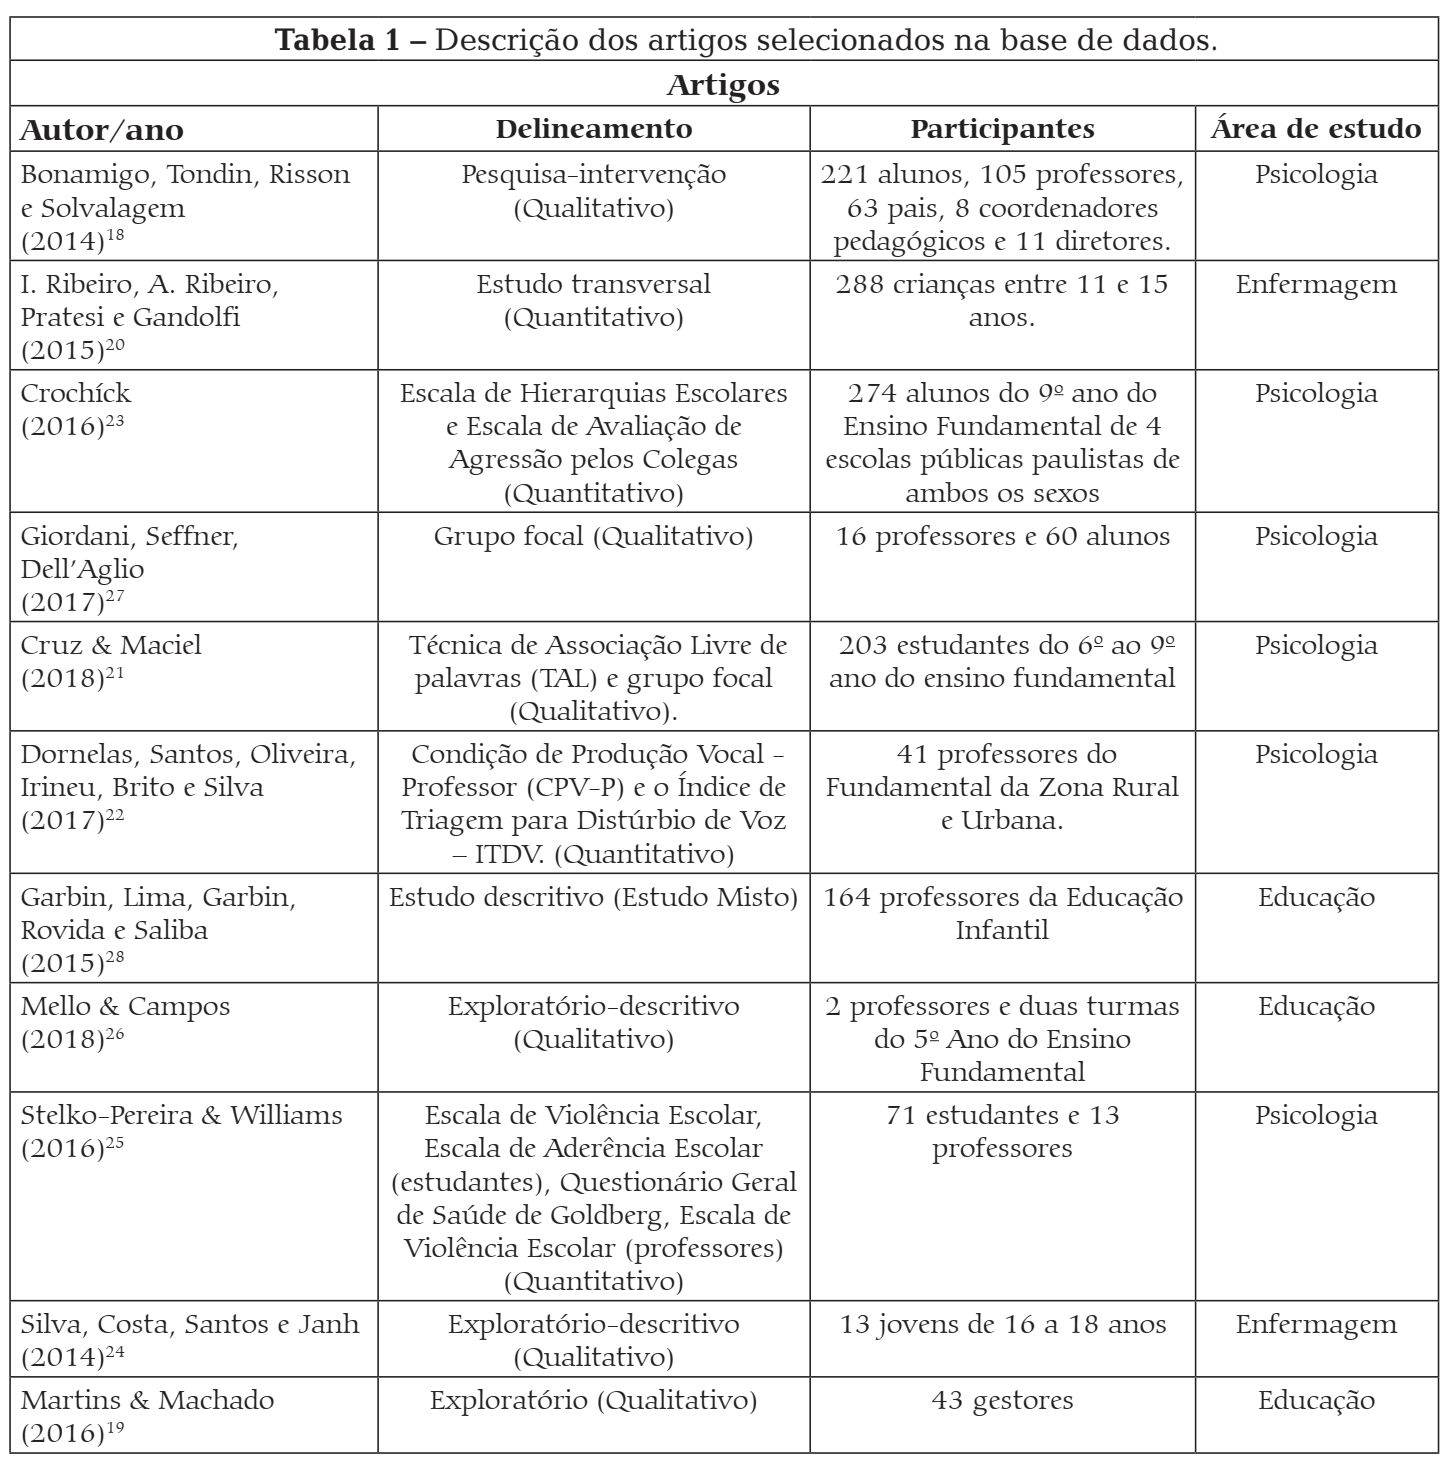 Tabela 1 – Descrição dos artigos selecionados na base de dados.
Artigos
Autor/ano
Delineamento
Participantes
Área de estudo
Bonamigo, Tondin, Risson
e Solvalagem
(2014)18
Pesquisa-intervenção
(Qualitativo)
221 alunos, 105 professores,
63 pais, 8 coordenadores
pedagógicos e 11 diretores.
Psicologia
I. Ribeiro, A. Ribeiro,
Pratesi e Gandolfi
(2015)20
Estudo transversal
(Quantitativo)
288 crianças entre 11 e 15
anos.
Enfermagem
Crochíck
(2016)23
Escala de Hierarquias Escolares
e Escala de Avaliação de
Agressão pelos Colegas
(Quantitativo)
274 alunos do 9º ano do
Ensino Fundamental de 4
escolas públicas paulistas de
ambos os sexos
Psicologia
Giordani, Seffner,
Dell’Aglio
(2017)27
Grupo focal (Qualitativo)
16 professores e 60 alunos
Psicologia
Cruz & Maciel
(2018)21
Técnica de Associação Livre de
palavras (TAL) e grupo focal
(Qualitativo).
203 estudantes do 6º ao 9º
ano do ensino fundamental
Psicologia
Dornelas, Santos, Oliveira,
Irineu, Brito e Silva
(2017)22
Condição de Produção Vocal -
Professor (CPV-P) e o Índice de
Triagem para Distúrbio de Voz
– ITDV. (Quantitativo)
41 professores do
Fundamental da Zona Rural
e Urbana.
Psicologia
Garbin, Lima, Garbin,
Rovida e Saliba
(2015)28
Estudo descritivo (Estudo Misto)
164 professores da Educação
Infantil
Educação
Mello & Campos
(2018)26
Exploratório-descritivo
(Qualitativo)
2 professores e duas turmas
do 5º Ano do Ensino
Fundamental
Educação
Stelko-Pereira & Williams
(2016)25
Escala de Violência Escolar,
Escala de Aderência Escolar
(estudantes), Questionário Geral
de Saúde de Goldberg, Escala de
Violência Escolar (professores)
(Quantitativo)
71 estudantes e 13
professores
Psicologia
Silva, Costa, Santos e Janh
(2014)24
Exploratório-descritivo
(Qualitativo)
13 jovens de 16 a 18 anos
Enfermagem
Martins & Machado
(2016)19
Exploratório (Qualitativo)
43 gestores
Educação